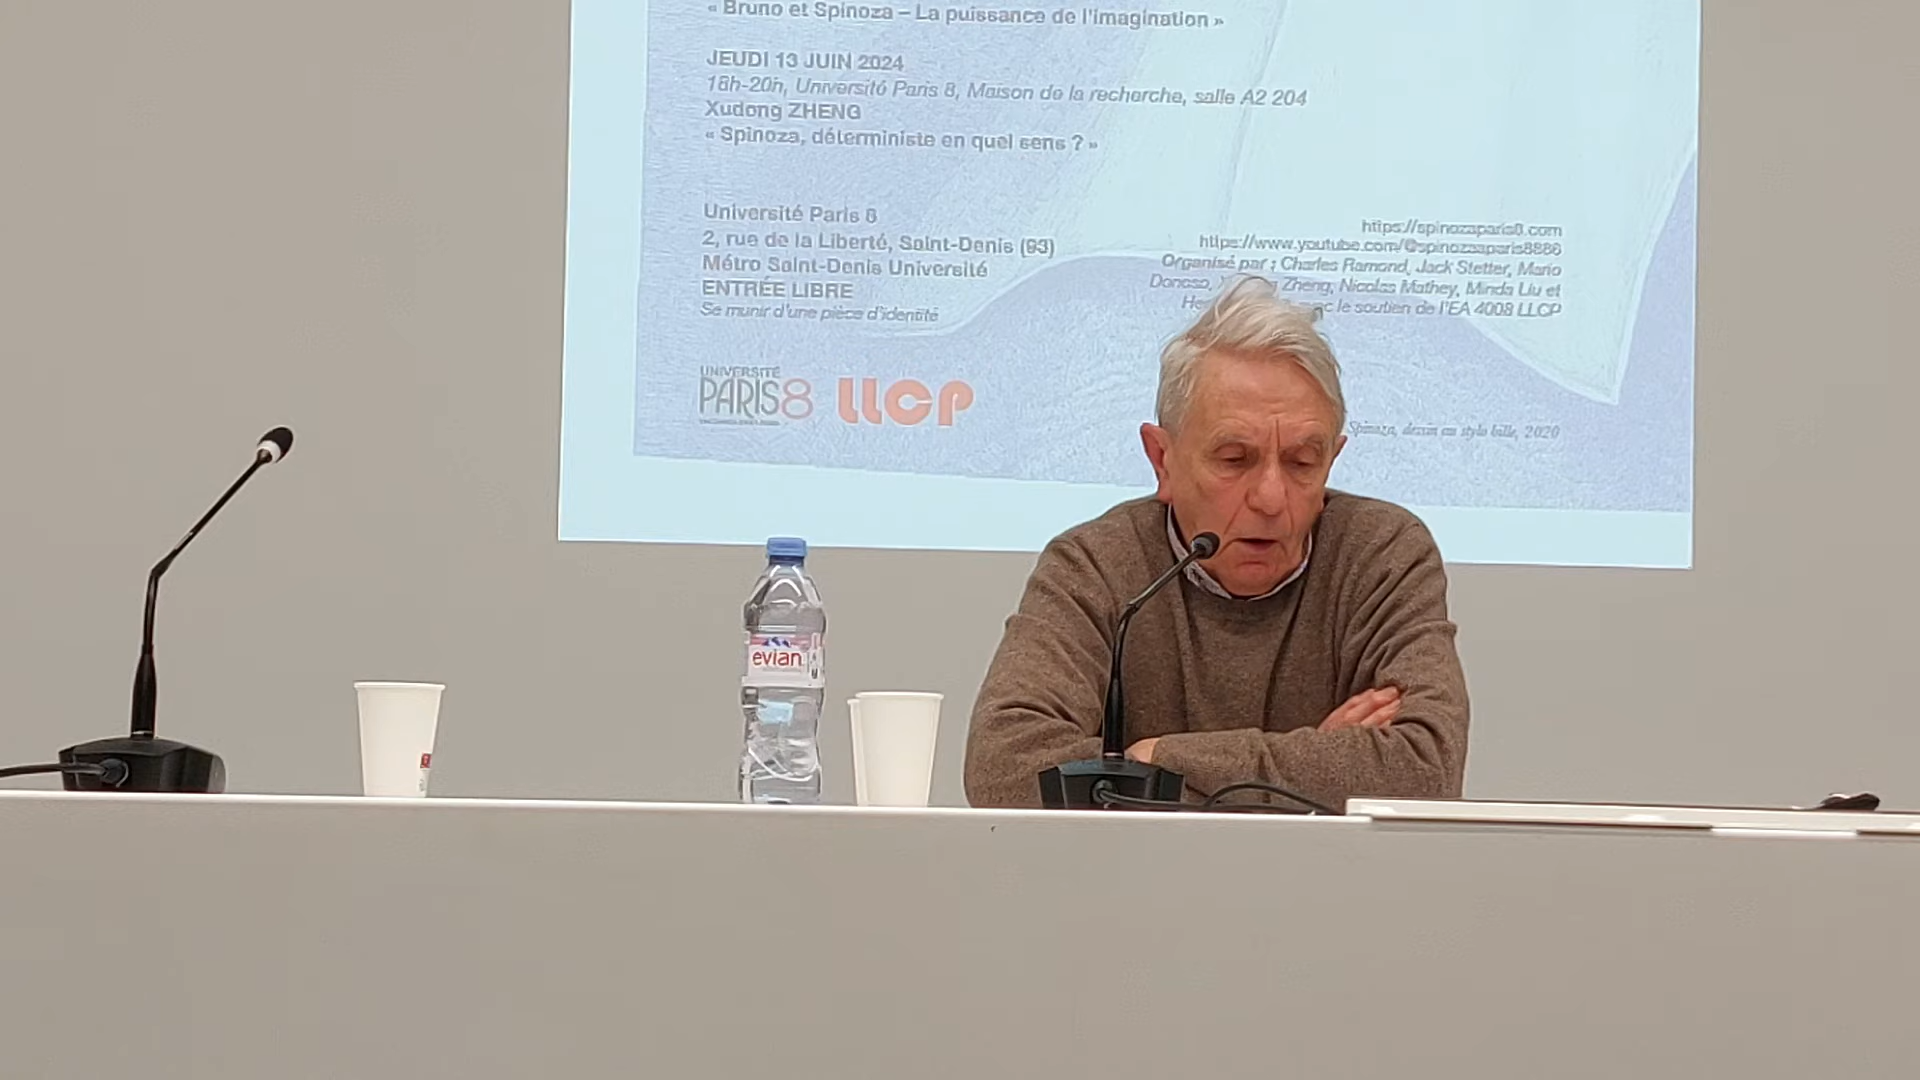 « Bruno et Spinoza – La puissance de l'imagination »
JEUDI 13 JUIN 2024
18h-20h, Université Paris 8, Maison de la recherche, salle A2 204
Xudong ZHENG
« Spinoza, déterministe en quel sens ? »
Université Paris 8
2, rue de la Liberté, Saint-Denis (93)
Métro Saint-Denis Université
ENTRÉE LIBRE
Se munir d'une pièce d'identité
https://spinozaparis8.com
https://www.youtube.com/@spinozaaparis8886
Organisé par : Charles Ramond, Jack Stetter, Mario
Donoso, Zheng, Nicolas Mathey, Minda Liu et
le soutien de l'EA 4008 LLCP
UNIVERSITÉ
PARIS8
LLCP
Spinoza, dessin au stylo bille, 2020
evian